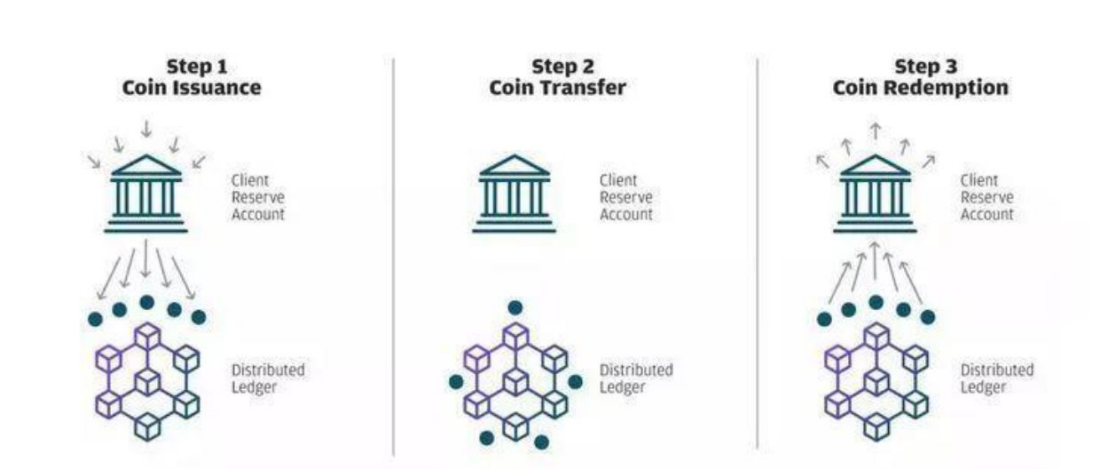 Step 1
Coin Issuance
Client
Reserve
Account
Distributed
Ledger
Step 2
Coin Transfer
Client
Reserve
Account
Distributed
Ledger
Step 3
Coin Redemption
Client
Reserve
Account
Distributed
Ledger